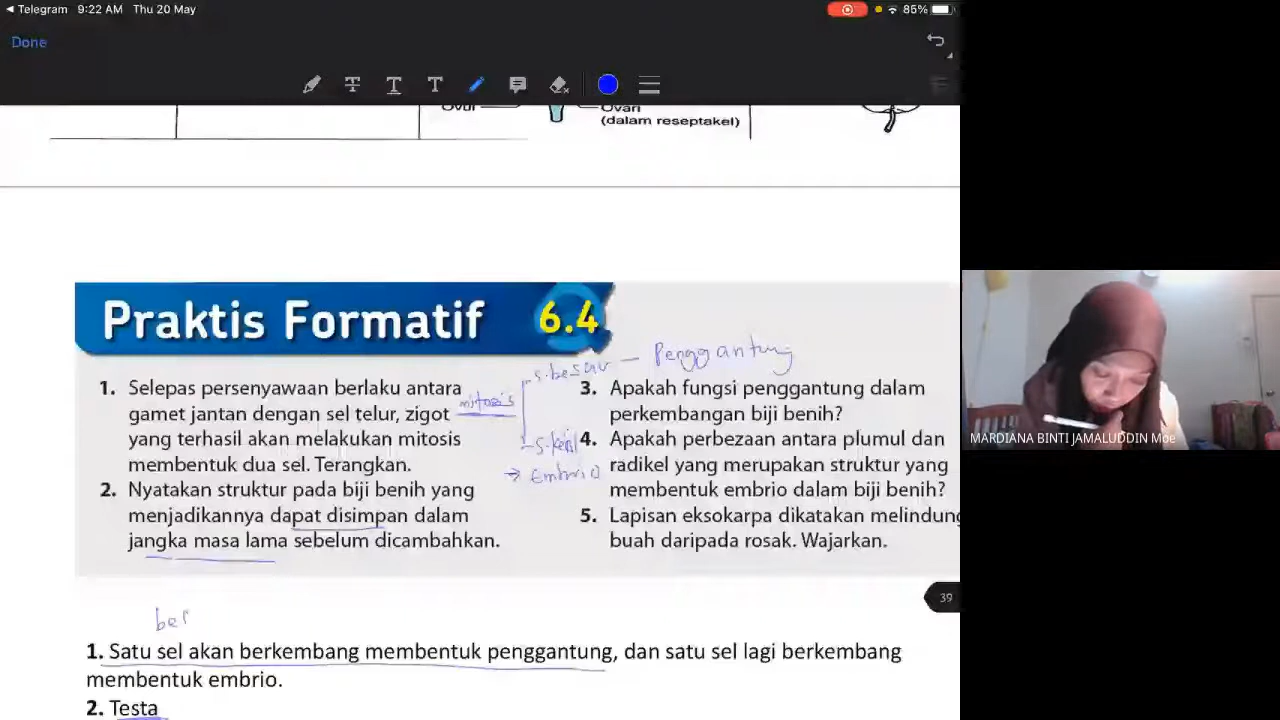 Telegram 9:22 AM Thu 20 May
85%
Done
Ovul
Ovari
(dalam reseptakel)
Praktis Formatif 6.4
s.besar — Penggantung
1. Selepas persenyawaan berlaku antara
gamet jantan dengan sel telur, zigot
yang terhasil akan melakukan mitosis
membentuk dua sel. Terangkan.
mitosis
s.kecil
→ Embrio
2. Nyatakan struktur pada biji benih yang
menjadikannya dapat disimpan dalam
jangka masa lama sebelum dicambahkan.
3. Apakah fungsi penggantung dalam
perkembangan biji benih?
4. Apakah perbezaan antara plumul dan
radikel yang merupakan struktur yang
membentuk embrio dalam biji benih?
5. Lapisan eksokarpa dikatakan melindung
buah daripada rosak. Wajarkan.
39
ber
1. Satu sel akan berkembang membentuk penggantung, dan satu sel lagi berkembang
membentuk embrio.
2. Testa
MARDIANA BINTI JAMALUDDIN Moe